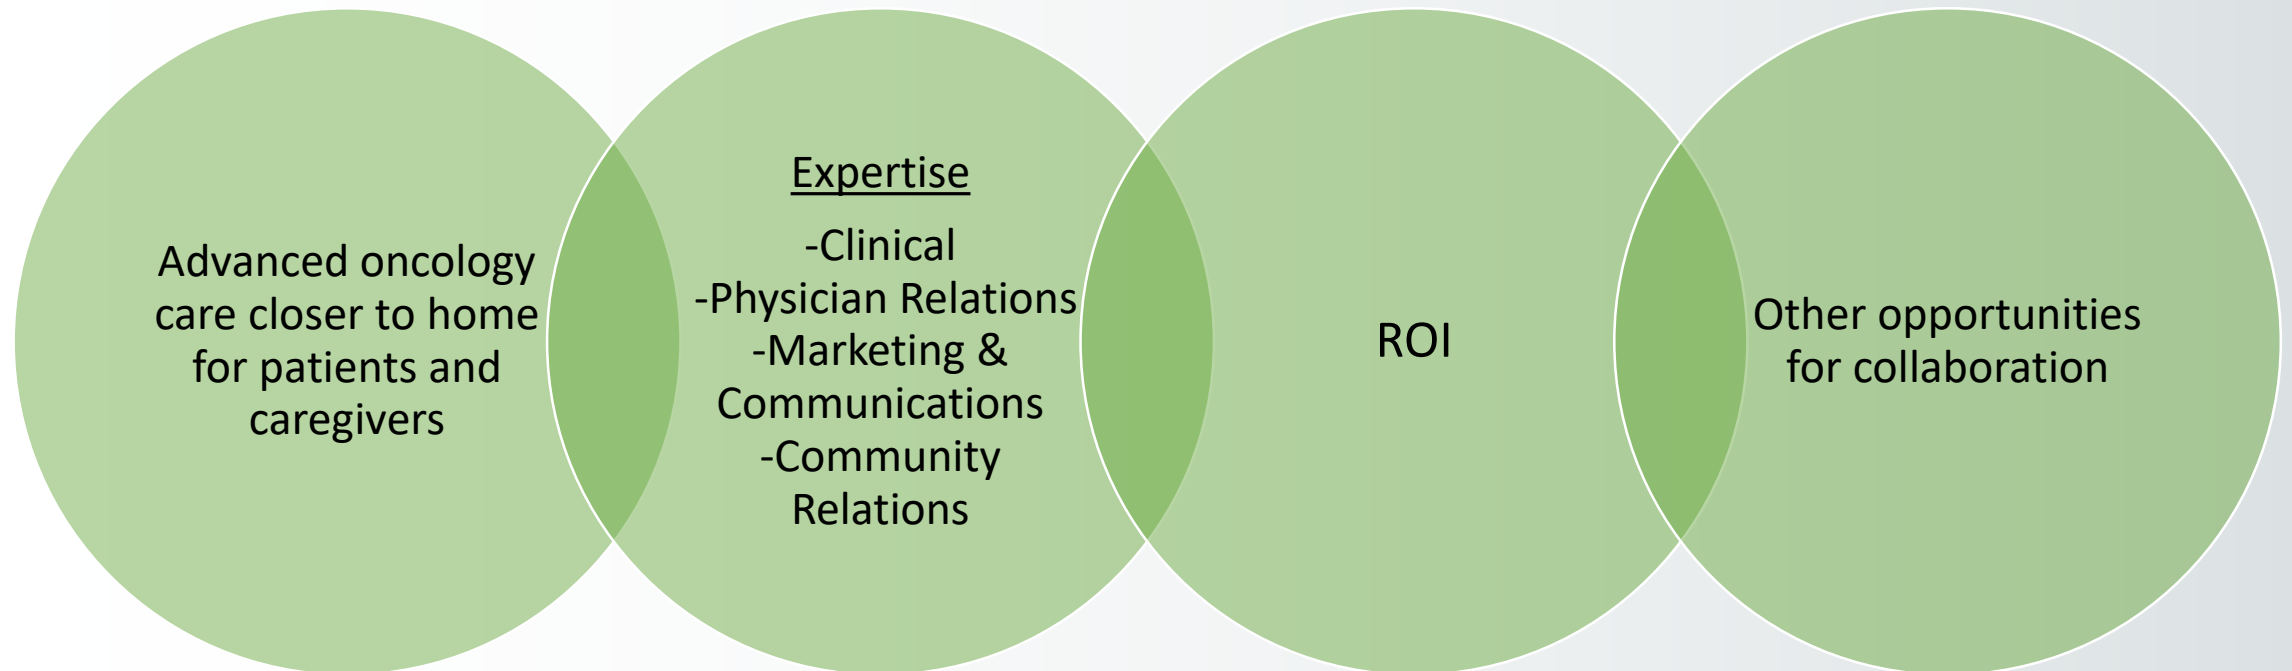 Advanced oncology
care closer to home
for patients and
caregivers
Expertise
-Clinical
-Physician Relations
-Marketing &
Communications
-Community
Relations
ROI
Other opportunities
for collaboration